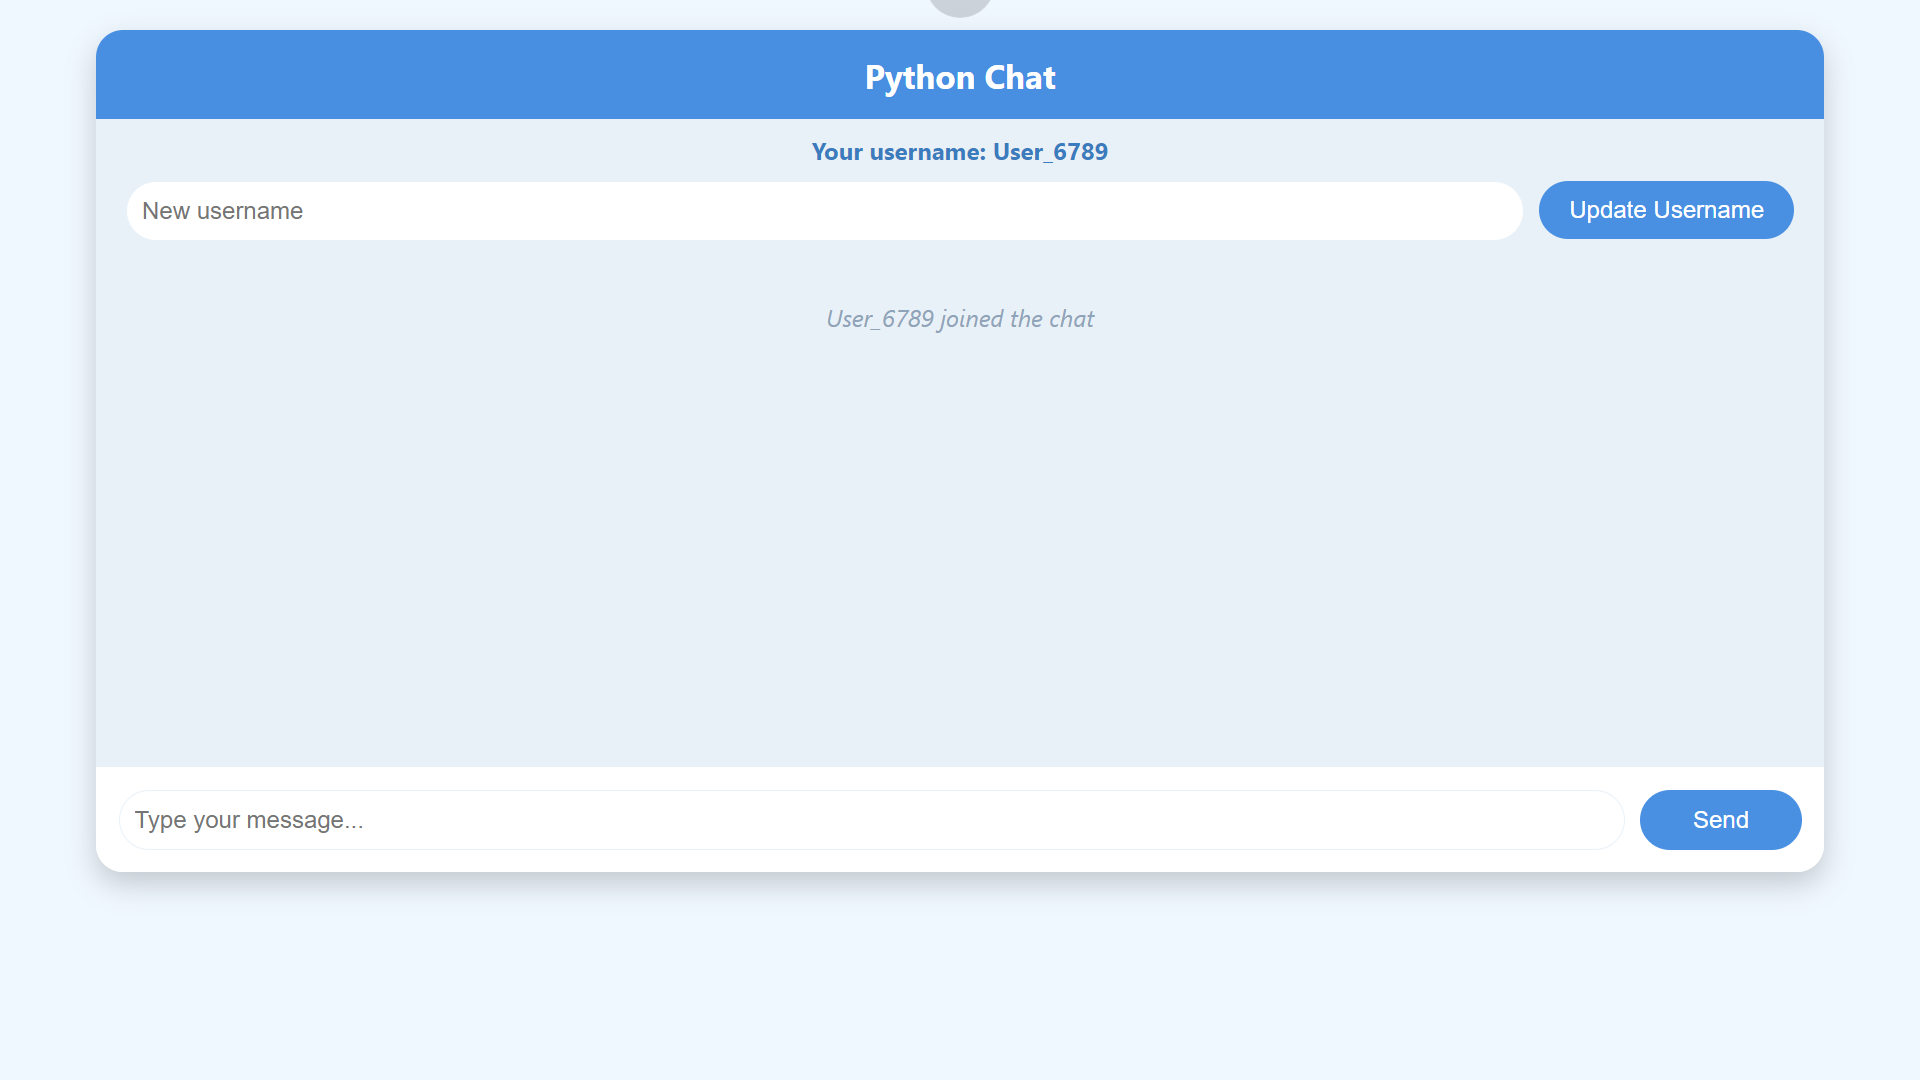 Python Chat
Your username: User_6789
New username
Update Username
User_6789 joined the chat
Type your message...
Send